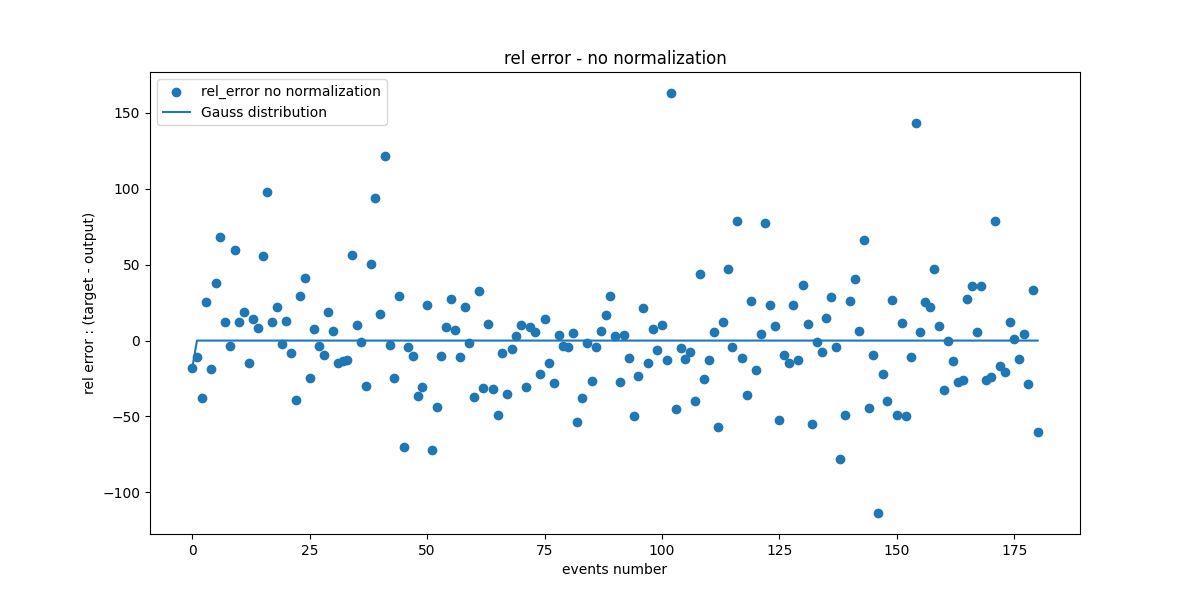 rel error - no normalization
rel_error no normalization
Gauss distribution
rel error : (target - output)
150
100
50
0
−50
−100
0 25 50 75 100 125 150 175
events number